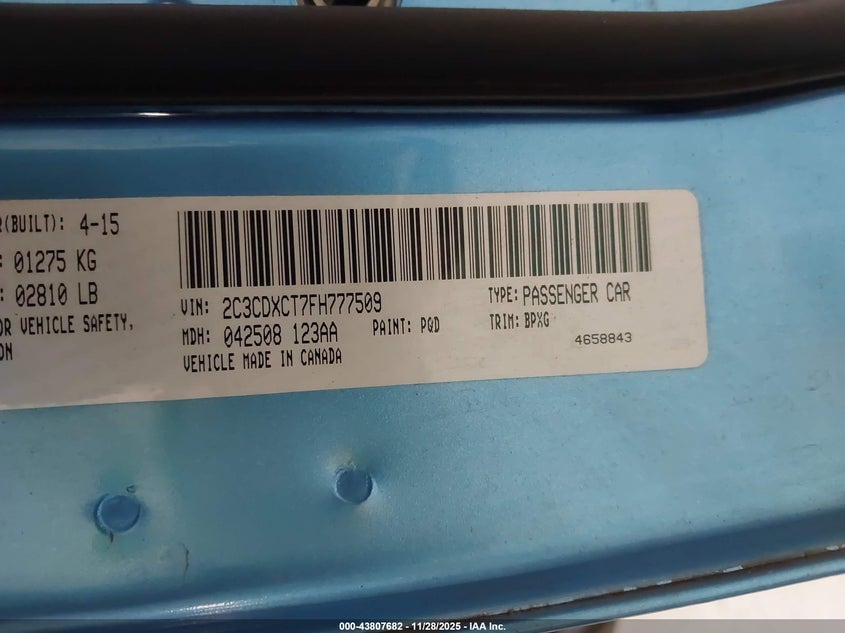 R(BUILT): 4-15
: 01275 KG
: 02810 LB
OR VEHICLE SAFETY,
ON
VIN: 2C3CDXCT7FH777509
MDH: 042508 123AA PAINT: PQD
VEHICLE MADE IN CANADA
TYPE: PASSENGER CAR
TRIM: BPXG
4658843
000-43807682 - 11/28/2025 - IAA Inc.